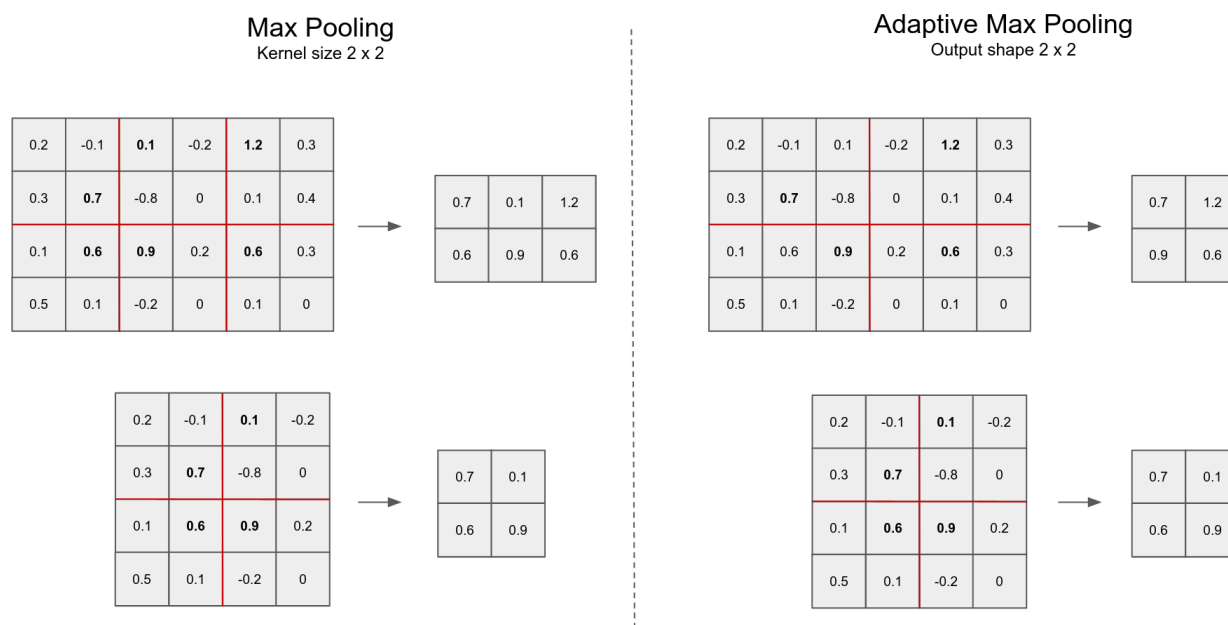 Max Pooling
Kernel size 2 x 2
0.2 -0.1 0.1 -0.2 1.2 0.3
0.3 0.7 -0.8 0 0.1 0.4
0.1 0.6 0.9 0.2 0.6 0.3
0.5 0.1 -0.2 0 0.1 0
0.7 0.1 1.2
0.6 0.9 0.6
0.2 -0.1 0.1 -0.2
0.3 0.7 -0.8 0
0.1 0.6 0.9 0.2
0.5 0.1 -0.2 0
0.7 0.1
0.6 0.9
Adaptive Max Pooling
Output shape 2 x 2
0.2 -0.1 0.1 -0.2 1.2 0.3
0.3 0.7 -0.8 0 0.1 0.4
0.1 0.6 0.9 0.2 0.6 0.3
0.5 0.1 -0.2 0 0.1 0
0.7 1.2
0.9 0.6
0.2 -0.1 0.1 -0.2
0.3 0.7 -0.8 0
0.1 0.6 0.9 0.2
0.5 0.1 -0.2 0
0.7 0.1
0.6 0.9